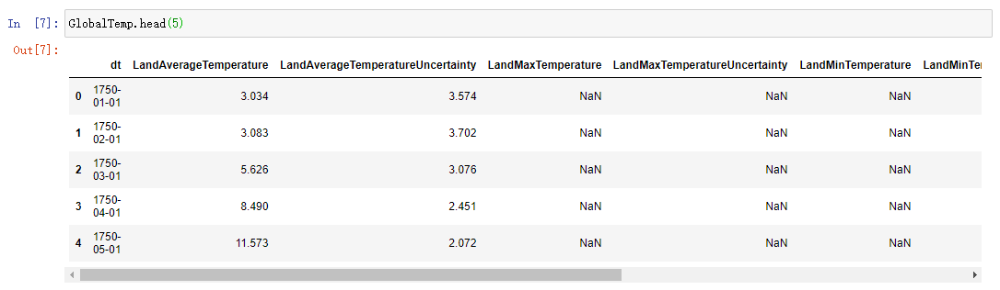 In [7]: GlobalTemp.head(5)
Out[7]:
dt LandAverageTemperature LandAverageTemperatureUncertainty LandMaxTemperature LandMaxTemperatureUncertainty LandMinTemperature LandMinTe
0 1750-01-01 3.034 3.574 NaN NaN NaN
1 1750-02-01 3.083 3.702 NaN NaN NaN
2 1750-03-01 5.626 3.076 NaN NaN NaN
3 1750-04-01 8.490 2.451 NaN NaN NaN
4 1750-05-01 11.573 2.072 NaN NaN NaN